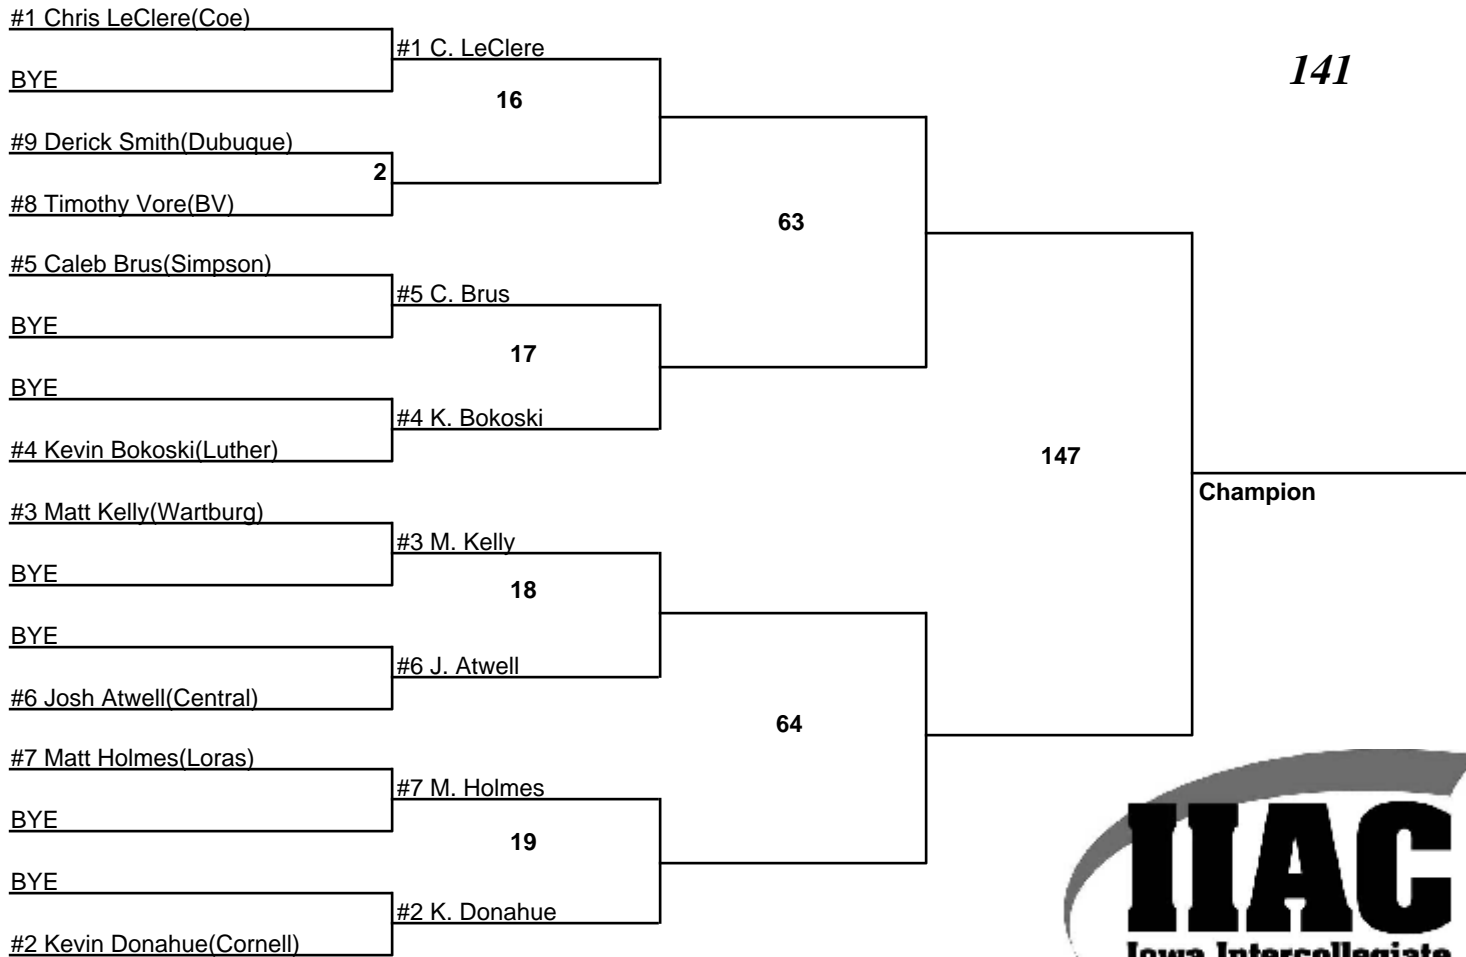 #1 Chris LeClere(Coe)
#1 C. LeClere
141
BYE
16
#9 Derick Smith(Dubuque)
2
#8 Timothy Vore(BV)
63
#5 Caleb Brus(Simpson)
#5 C. Brus
BYE
17
BYE
#4 K. Bokoski
#4 Kevin Bokoski(Luther)
147
Champion
#3 Matt Kelly(Wartburg)
#3 M. Kelly
BYE
18
BYE
#6 J. Atwell
#6 Josh Atwell(Central)
64
#7 Matt Holmes(Loras)
#7 M. Holmes
BYE
19
BYE
#2 K. Donahue
#2 Kevin Donahue(Cornell)
IIAC
Iowa Intercollegiate